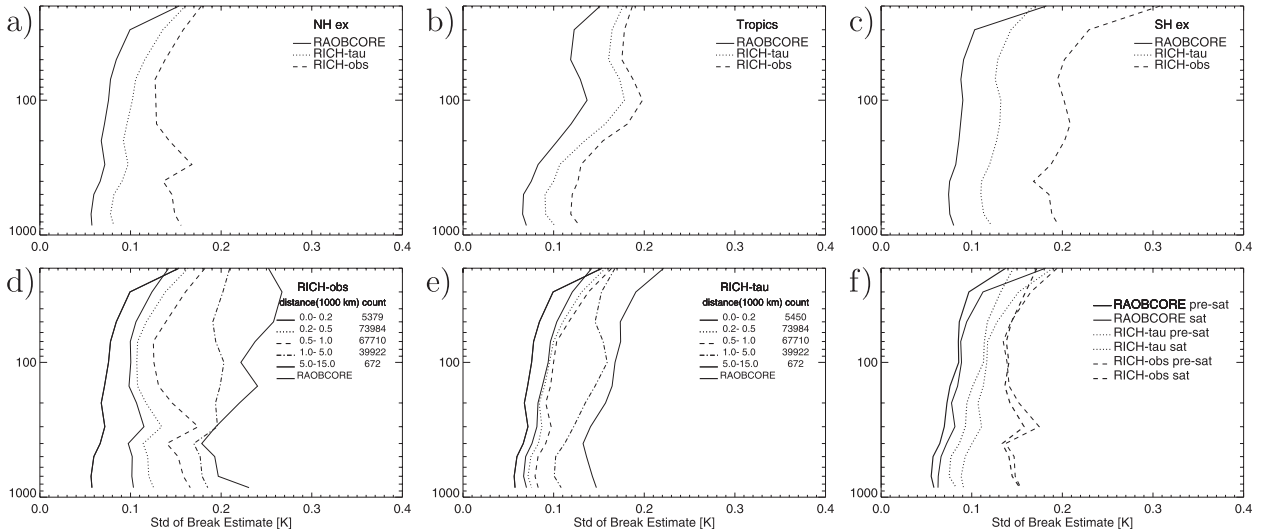 a)
NH ex
RAOBCORE
RICH-tau
RICH-obs
100
1000
0.0 0.1 0.2 0.3 0.4
b)
Tropics
RAOBCORE
RICH-tau
RICH-obs
100
1000
0.0 0.1 0.2 0.3 0.4
c)
SH ex
RAOBCORE
RICH-tau
RICH-obs
100
1000
0.0 0.1 0.2 0.3 0.4
d)
RICH-obs
distance(1000 km) count
0.0- 0.2 5379
0.2- 0.5 73984
0.5- 1.0 67710
1.0- 5.0 39922
5.0-15.0 672
RAOBCORE
100
1000
0.0 0.1 0.2 0.3 0.4
Std of Break Estimate [K]
e)
RICH-tau
distance(1000 km) count
0.0- 0.2 5450
0.2- 0.5 73984
0.5- 1.0 67710
1.0- 5.0 39922
5.0-15.0 672
RAOBCORE
100
1000
0.0 0.1 0.2 0.3 0.4
Std of Break Estimate [K]
f)
RAOBCORE pre-sat
RAOBCORE sat
RICH-tau pre-sat
RICH-tau sat
RICH-obs pre-sat
RICH-obs sat
100
1000
0.0 0.1 0.2 0.3 0.4
Std of Break Estimate [K]